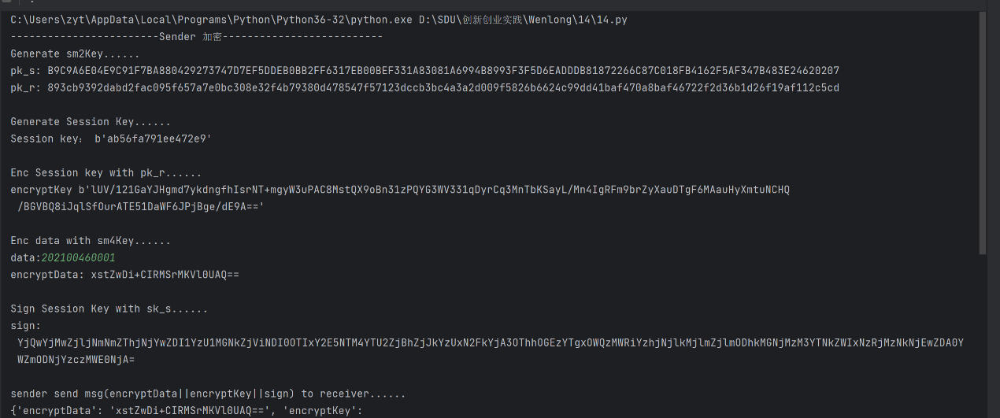 C:\Users\zyt\AppData\Local\Programs\Python\Python36-32\python.exe D:\SDU\创新创业实践\Wenlong\14\14.py
------------------------Sender 加密--------------------------
Generate sm2Key......
pk_s: B9C9A6E04E9C91F7BA880429273747D7EF5DDEB0BB2FF6317EB00BEF331A83081A6994B8993F3F5D6EADDDB81872266C87C018FB4162F5AF347B483E24620207
pk_r: 893cb9392dabd2fac095f657a7e0bc308e32f4b79380d478547f57123dccb3bc4a3a2d009f5826b6624c99dd41baf470a8baf46722f2d36b1d26f19af112c5cd
Generate Session Key......
Session key： b'ab56fa791ee472e9'
Enc Session key with pk_r......
encryptKey b'lUV/121GaYJHgmd7ykdngfhIsrNT+mgyW3uPAC8MstQX9oBn31zPQYG3WV331qDyrCq3MnTbKSayL/Mn4IgRFm9brZyXauDTgF6MAauHyXmtuNCHQ
/BGVBQ8iJqlSfOurATE51DaWF6JPjBge/dE9A=='
Enc data with sm4Key......
data:202100460001
encryptData: xstZwDi+CIRMSrMKVl0UAQ==
Sign Session Key with sk_s......
sign:
YjQwYjMwZjljNmNmZThjNjYwZDI1YzU1MGNkZjViNDI0OTIxY2E5NTM4YTU2ZjBhZjJkYzUxN2FkYjA3OThhOGEzYTgxOWQzMWRiYzhjNjlkMjlmZjlmODhkMGNjMzM3YTNkZWIxNzRjMzNkNjEwZDA0Y
WZmODNjYzczMWE0NjA=
sender send msg(encryptData||encryptKey||sign) to receiver......
{'encryptData': 'xstZwDi+CIRMSrMKVl0UAQ==', 'encryptKey':